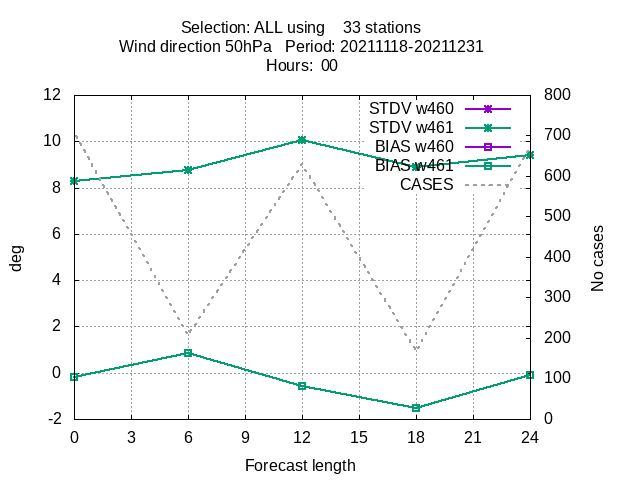 Selection: ALL using    33 stations
Wind direction 50hPa   Period: 20211118-20211231
Hours:  00
STDV w460
STDV w461
BIAS w460
BIAS w461
CASES
12
10
8
6
4
2
0
-2
deg
800
700
600
500
400
300
200
100
0
No cases
0 3 6 9 12 15 18 21 24
Forecast length